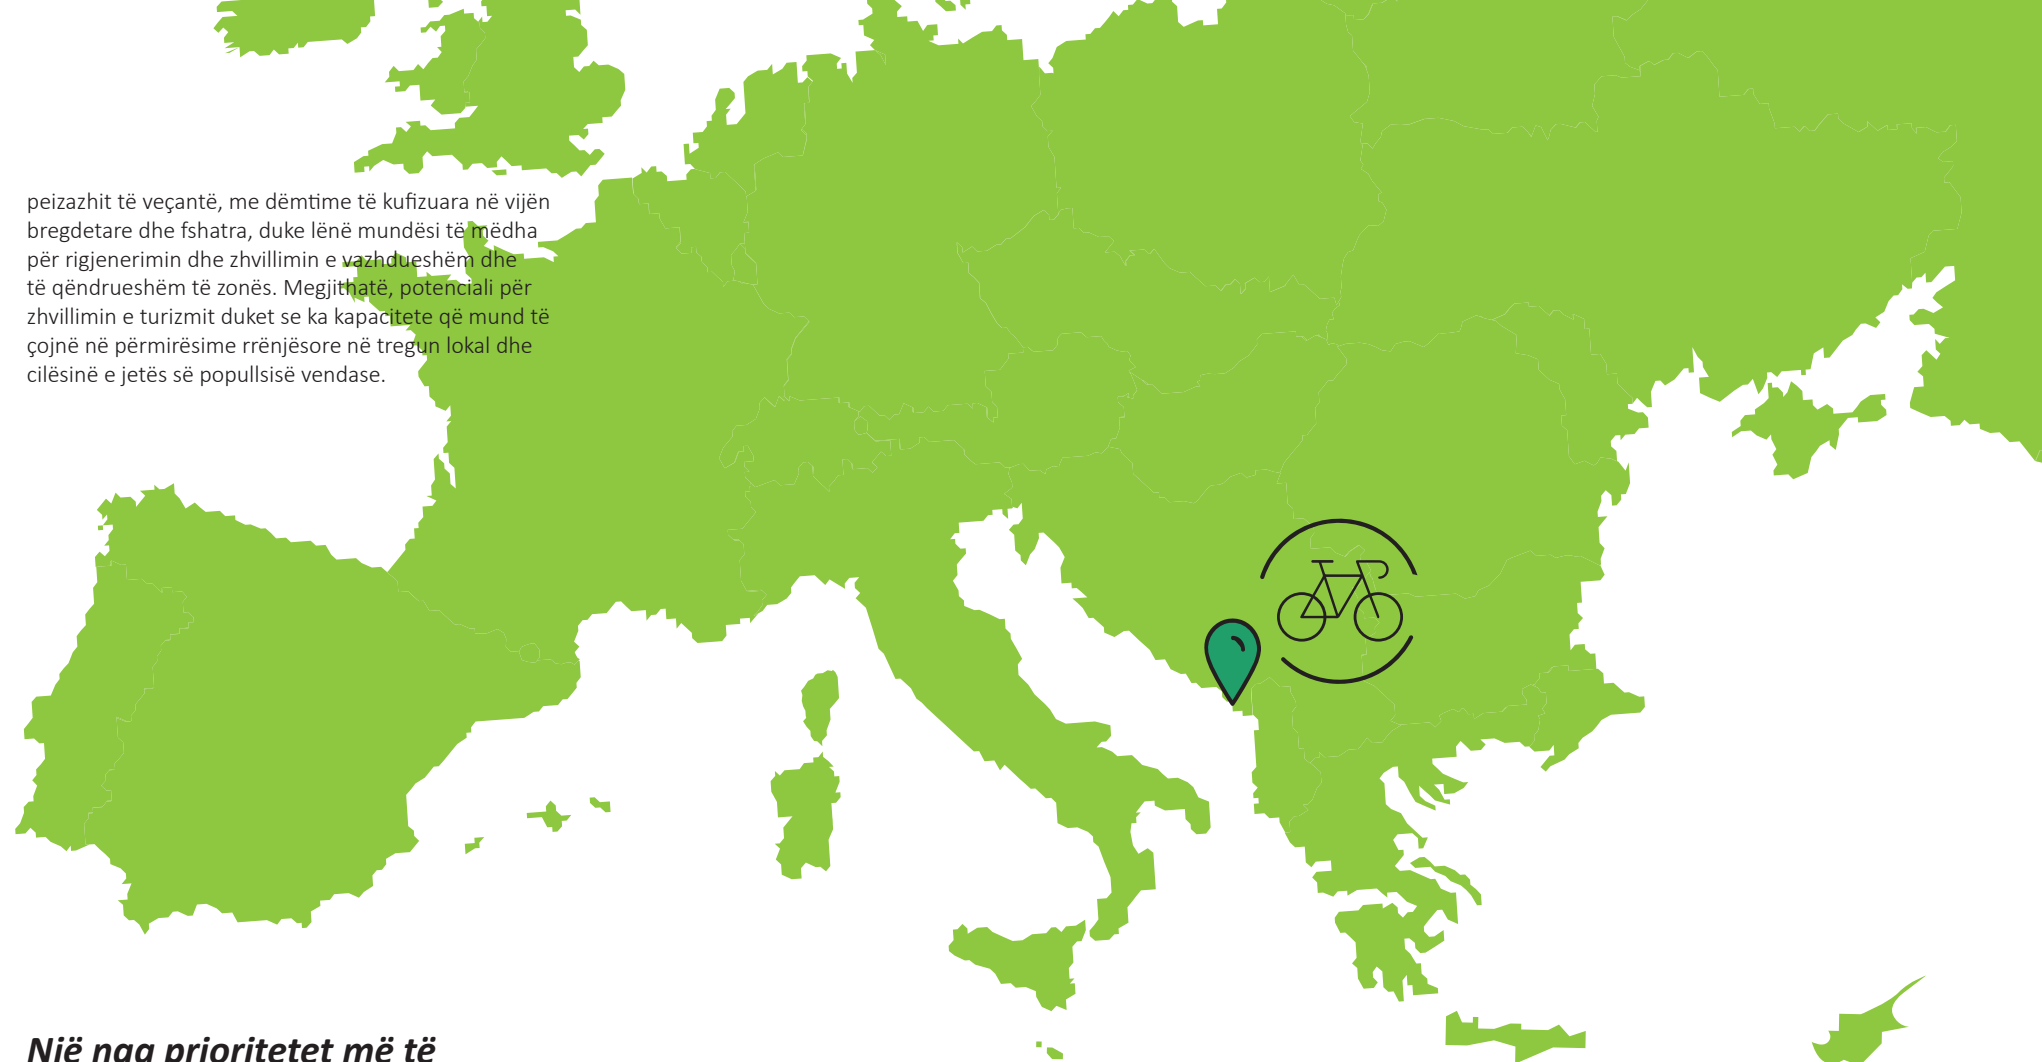 peizazhit të veçantë, me dëmtime të kufizuara në vijën
bregdetare dhe fshatra, duke lënë mundësi të mëdha
për rigjenerimin dhe zhvillimin e vazhdueshëm dhe
të qëndrueshëm të zonës. Megjithatë, potenciali për
zhvillimin e turizmit duket se ka kapacitete që mund të
çojnë në përmirësime rrënjësore në tregun lokal dhe
cilësinë e jetës së popullsisë vendase.
Një nga prioritetet më të